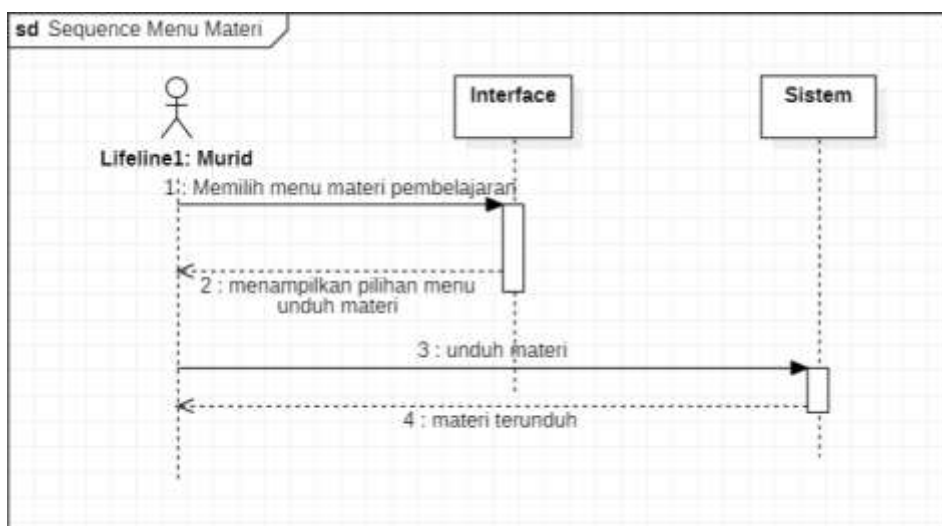 sd Sequence Menu Materi
Interface
Sistem
Lifeline1: Murid
1 : Memilih menu materi pembelajaran
2 : menampilkan pilihan menu
unduh materi
3 : unduh materi
4 : materi terunduh